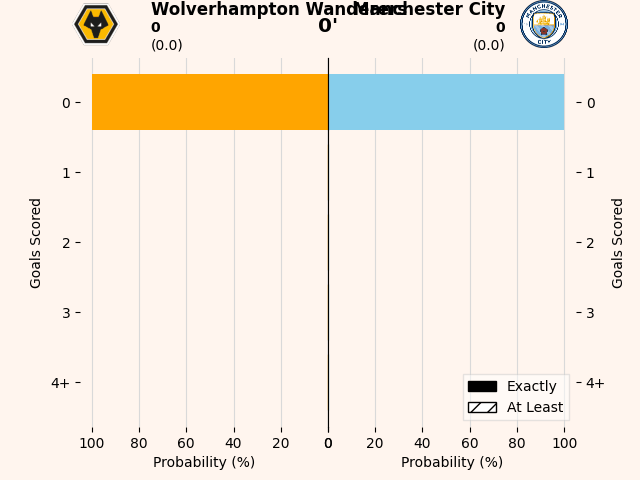 Wolverhampton Wanderers Manchester City
0 0' 0
(0.0) (0.0)
MANCHESTER
CITY
0 0
1 1
2 2
3 3
4+ 4+
Goals Scored
Goals Scored
Exactly
At Least
100 80 60 40 20 0 0 20 40 60 80 100
Probability (%) Probability (%)